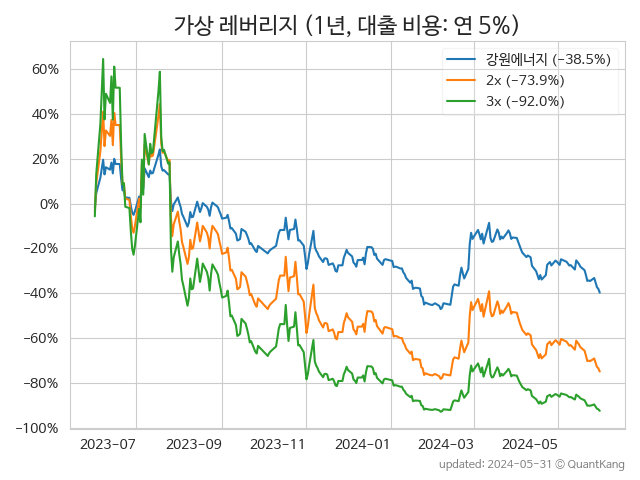 가상 레버리지 (1년, 대출 비용: 연 5%)
강원에너지 (−38.5%)
2x (−73.9%)
3x (−92.0%)
60%
40%
20%
0%
−20%
−40%
−60%
−80%
−100%
2023-07 2023-09 2023-11 2024-01 2024-03 2024-05
updated: 2024-05-31 © QuantKang